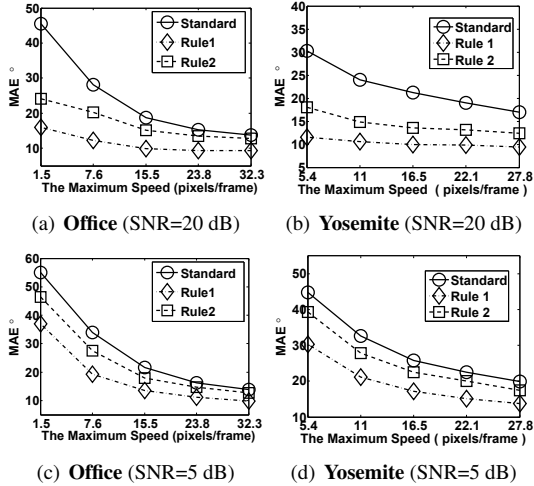 50
40
30
20
10
MAE °
Standard
Rule1
Rule2
1.5 7.6 15.5 23.8 32.3
The Maximum Speed (pixels/frame)
(a) Office (SNR=20 dB)
40
35
30
25
20
15
10
5
MAE °
Standard
Rule 1
Rule 2
5.4 11 16.5 22.1 27.8
The Maximum Speed ( pixels/frame )
(b) Yosemite (SNR=20 dB)
60
50
40
30
20
10
MAE °
Standard
Rule1
Rule2
1.5 7.6 15.5 23.8 32.3
The Maximum Speed (pixels/frame)
(c) Office (SNR=5 dB)
50
40
30
20
10
MAE °
Standard
Rule 1
Rule 2
5.4 11 16.5 22.1 27.8
The Maximum Speed ( pixels/frame)
(d) Yosemite (SNR=5 dB)